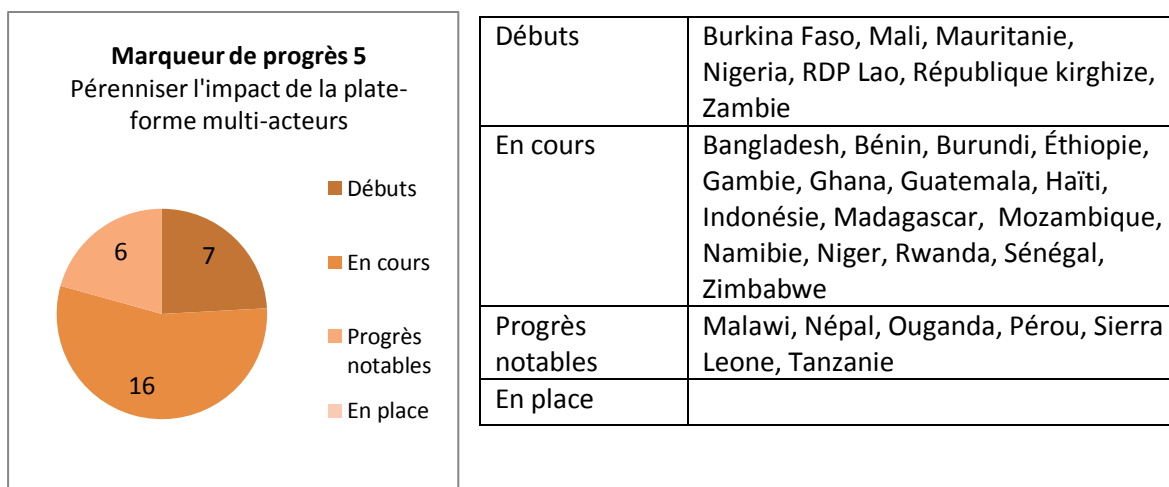 Marqueur de progrès 5
Pérenniser l'impact de la plate-
forme multi-acteurs
7
16
6
Débuts
En cours
Progrès
notables
En place
Débuts
Burkina Faso, Mali, Mauritanie,
Nigeria, RDP Lao, République kirghize,
Zambie
En cours
Bangladesh, Bénin, Burundi, Éthiopie,
Gambie, Ghana, Guatemala, Haïti,
Indonésie, Madagascar, Mozambique,
Namibie, Niger, Rwanda, Sénégal,
Zimbabwe
Progrès
notables
Malawi, Népal, Ouganda, Pérou, Sierra
Leone, Tanzanie
En place